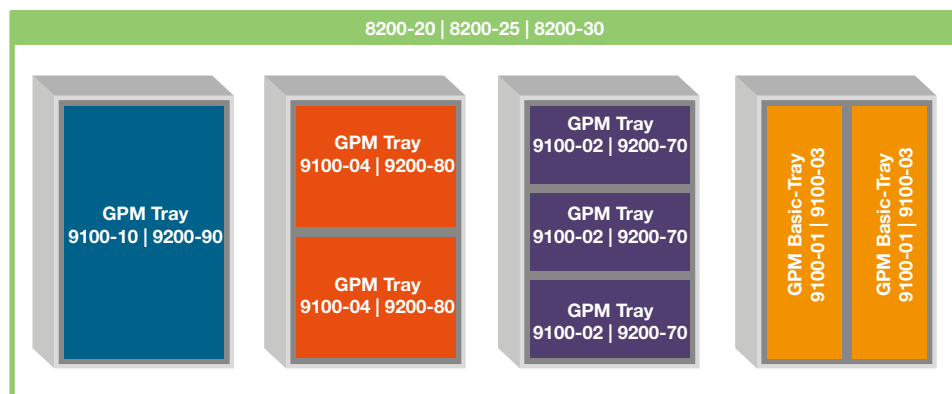 8200-20 | 8200-25 | 8200-30
GPM Tray
9100-10 | 9200-90
GPM Tray
9100-04 | 9200-80
GPM Tray
9100-04 | 9200-80
GPM Tray
9100-02 | 9200-70
GPM Tray
9100-02 | 9200-70
GPM Tray
9100-02 | 9200-70
GPM Basic-Tray
9100-01 | 9100-03
GPM Basic-Tray
9100-01 | 9100-03